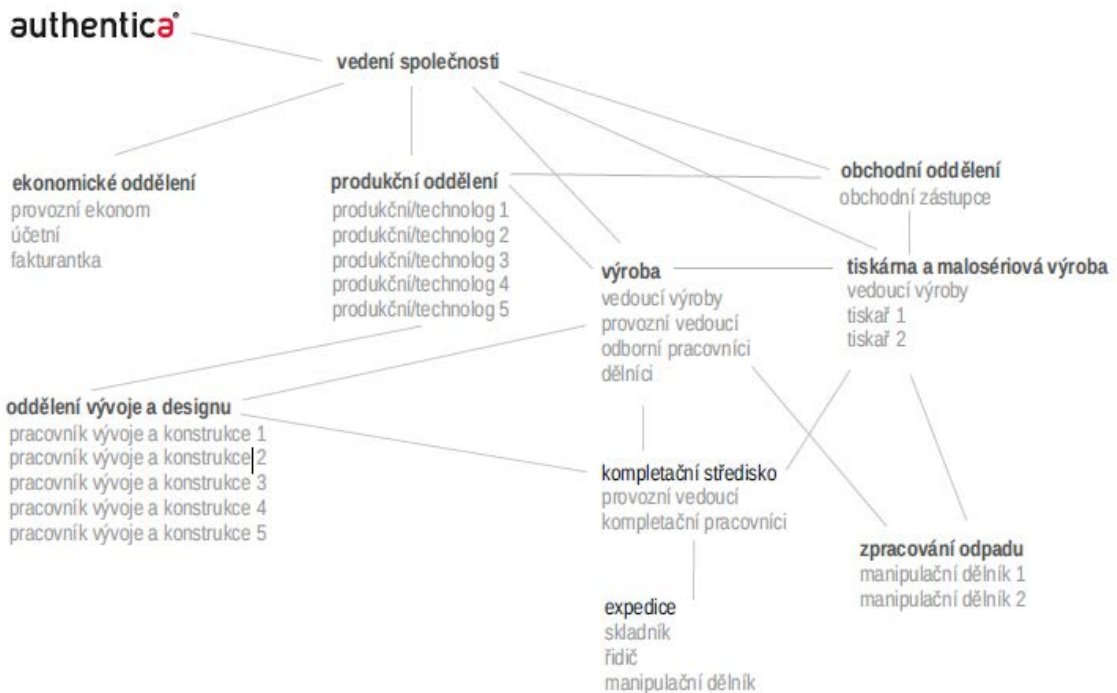 authentica®
vedení společnosti
ekonomické oddělení
provozní ekonom
účetní
fakturantka
produkční oddělení
produkční/technolog 1
produkční/technolog 2
produkční/technolog 3
produkční/technolog 4
produkční/technolog 5
obchodní oddělení
obchodní zástupce
výroba
vedoucí výroby
provozní vedoucí
odborní pracovníci
dělníci
tiskárna a malosériová výroba
vedoucí výroby
tiskař 1
tiskař 2
oddělení vývoje a designu
pracovník vývoje a konstrukce 1
pracovník vývoje a konstrukce 2
pracovník vývoje a konstrukce 3
pracovník vývoje a konstrukce 4
pracovník vývoje a konstrukce 5
kompletační středisko
provozní vedoucí
kompletační pracovníci
zpracování odpadu
manipulační dělník 1
manipulační dělník 2
expedice
skladník
řidič
manipulační dělník